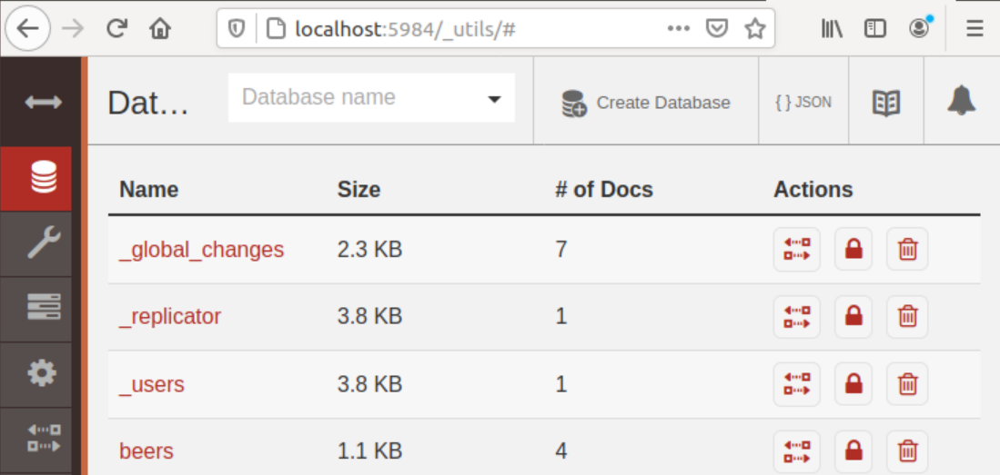 localhost:5984/_utils/#
Dat... Database name Create Database { } JSON
Name Size # of Docs Actions
_global_changes 2.3 KB 7
_replicator 3.8 KB 1
_users 3.8 KB 1
beers 1.1 KB 4